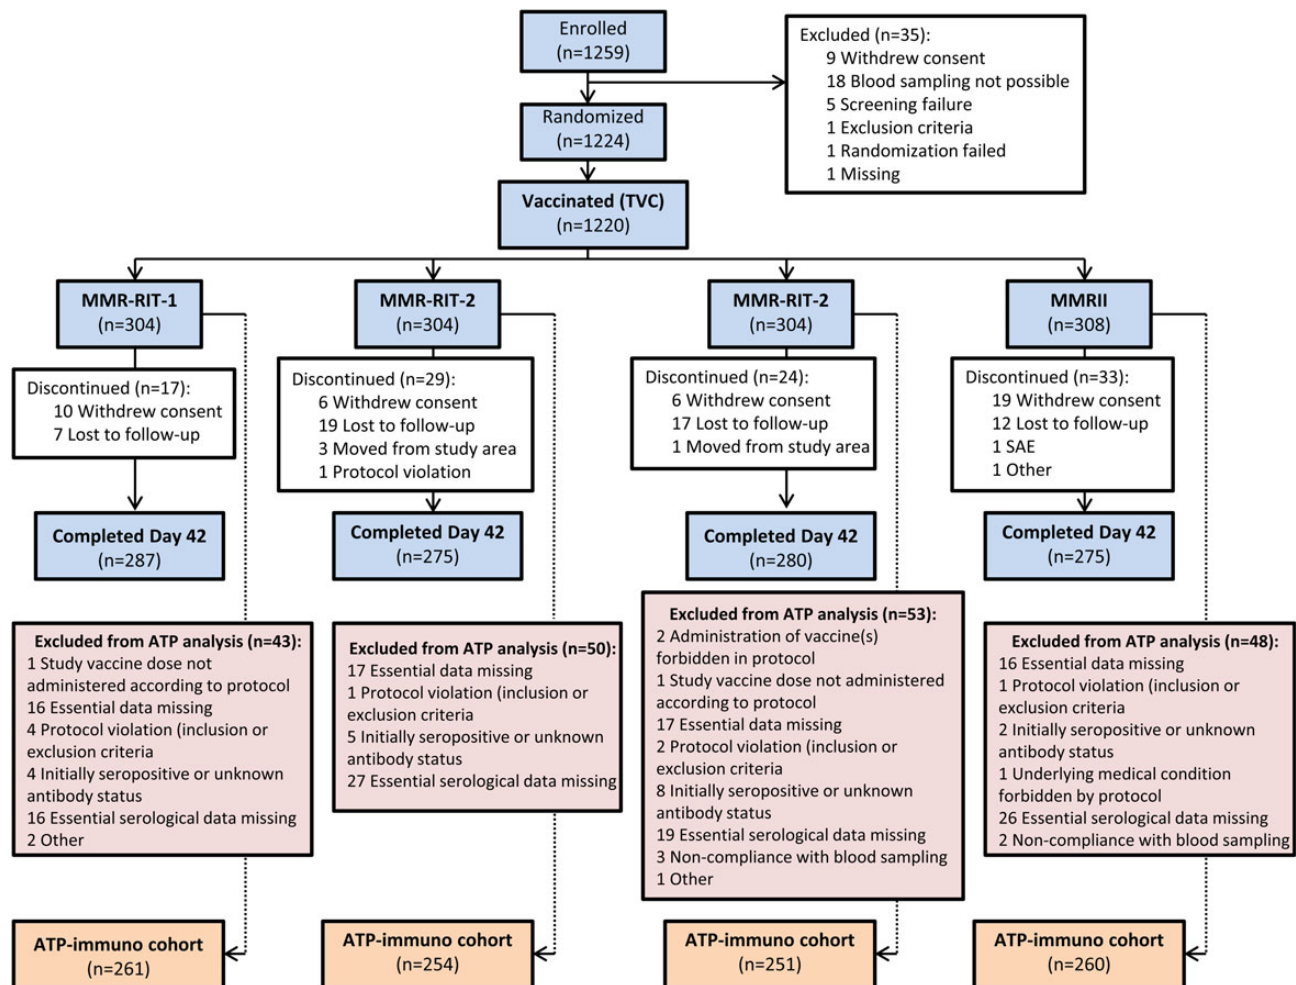 Enrolled
(n=1259)
Excluded (n=35):
9 Withdrew consent
18 Blood sampling not possible
5 Screening failure
1 Exclusion criteria
1 Randomization failed
1 Missing
Randomized
(n=1224)
Vaccinated (TVC)
(n=1220)
MMR-RIT-1
(n=304)
MMR-RIT-2
(n=304)
MMR-RIT-2
(n=304)
MMRII
(n=308)
Discontinued (n=17):
10 Withdrew consent
7 Lost to follow-up
Discontinued (n=29):
6 Withdrew consent
19 Lost to follow-up
3 Moved from study area
1 Protocol violation
Discontinued (n=24):
6 Withdrew consent
17 Lost to follow-up
1 Moved from study area
Discontinued (n=33):
19 Withdrew consent
12 Lost to follow-up
1 SAE
1 Other
Completed Day 42
(n=287)
Completed Day 42
(n=275)
Completed Day 42
(n=280)
Completed Day 42
(n=275)
Excluded from ATP analysis (n=43):
1 Study vaccine dose not
administered according to protocol
16 Essential data missing
4 Protocol violation (inclusion or
exclusion criteria
4 Initially seropositive or unknown
antibody status
16 Essential serological data missing
2 Other
Excluded from ATP analysis (n=50):
17 Essential data missing
1 Protocol violation (inclusion or
exclusion criteria
5 Initially seropositive or unknown
antibody status
27 Essential serological data missing
Excluded from ATP analysis (n=53):
2 Administration of vaccine(s)
forbidden in protocol
1 Study vaccine dose not administered
according to protocol
17 Essential data missing
2 Protocol violation (inclusion or
exclusion criteria
8 Initially seropositive or unknown
antibody status
19 Essential serological data missing
3 Non-compliance with blood sampling
1 Other
Excluded from ATP analysis (n=48):
16 Essential data missing
1 Protocol violation (inclusion or
exclusion criteria
2 Initially seropositive or unknown
antibody status
1 Underlying medical condition
forbidden by protocol
26 Essential serological data missing
2 Non-compliance with blood sampling
ATP-immuno cohort
(n=261)
ATP-immuno cohort
(n=254)
ATP-immuno cohort
(n=251)
ATP-immuno cohort
(n=260)